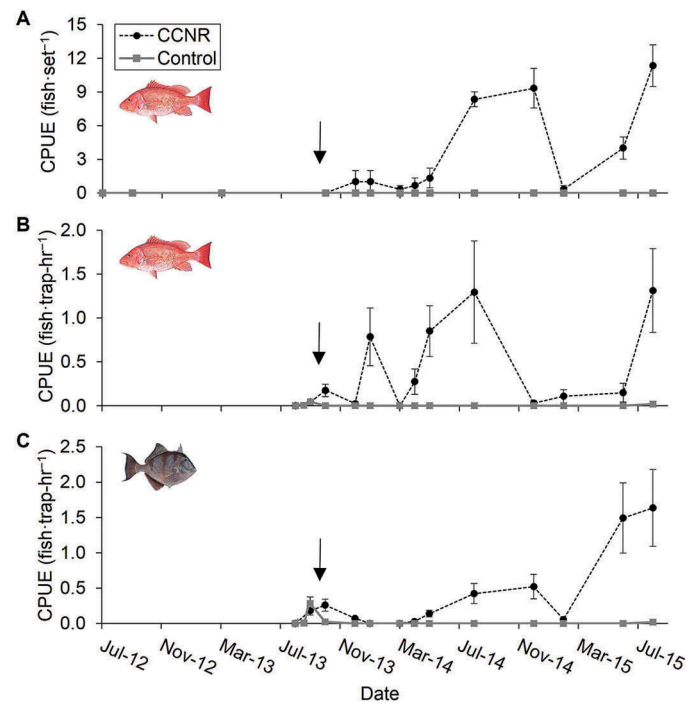 A
CCNR
Control
CPUE (fish·set⁻¹)
15
12
9
6
3
0
B
CPUE (fish·trap-hr⁻¹)
2.0
1.5
1.0
0.5
0.0
C
CPUE (fish·trap-hr⁻¹)
2.5
2.0
1.5
1.0
0.5
0.0
Jul-12
Nov-12
Mar-13
Jul-13
Nov-13
Mar-14
Jul-14
Nov-14
Mar-15
Jul-15
Date